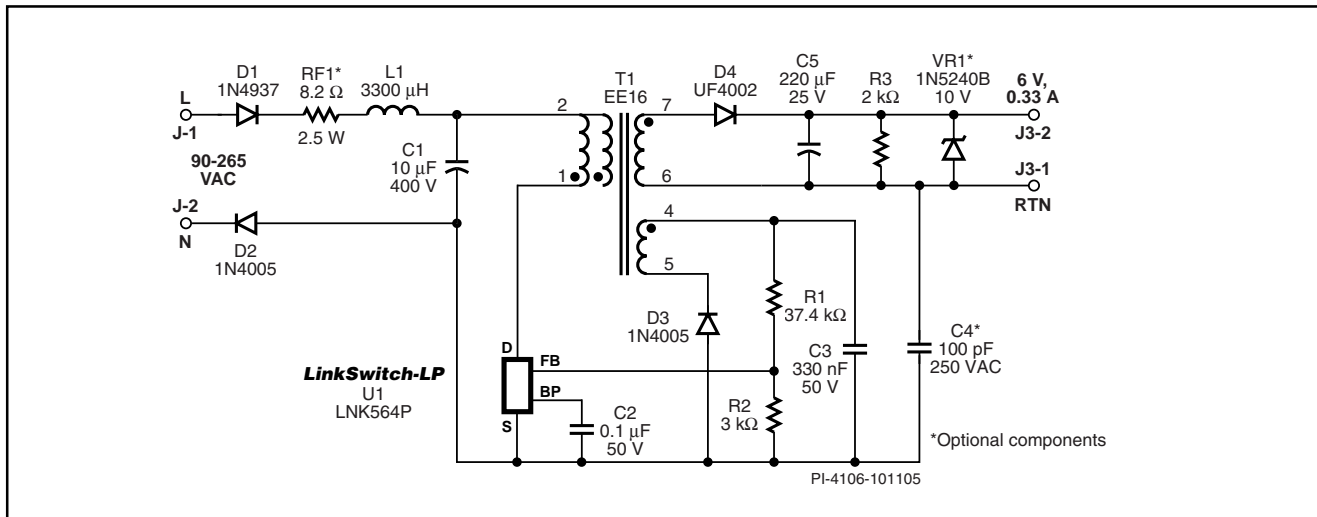 L
J-1
D1
1N4937
RF1*
8.2 Ω
2.5 W
L1
3300 µH
90-265
VAC
J-2
N
D2
1N4005
C1
10 µF
400 V
2
1
T1
EE16
7
6
4
5
D4
UF4002
C5
220 µF
25 V
R3
2 kΩ
VR1*
1N5240B
10 V
6 V,
0.33 A
J3-2
J3-1
RTN
D3
1N4005
R1
37.4 kΩ
C3
330 nF
50 V
C4*
100 pF
250 VAC
LinkSwitch-LP
U1
LNK564P
D
FB
BP
S
C2
0.1 µF
50 V
R2
3 kΩ
*Optional components
PI-4106-101105